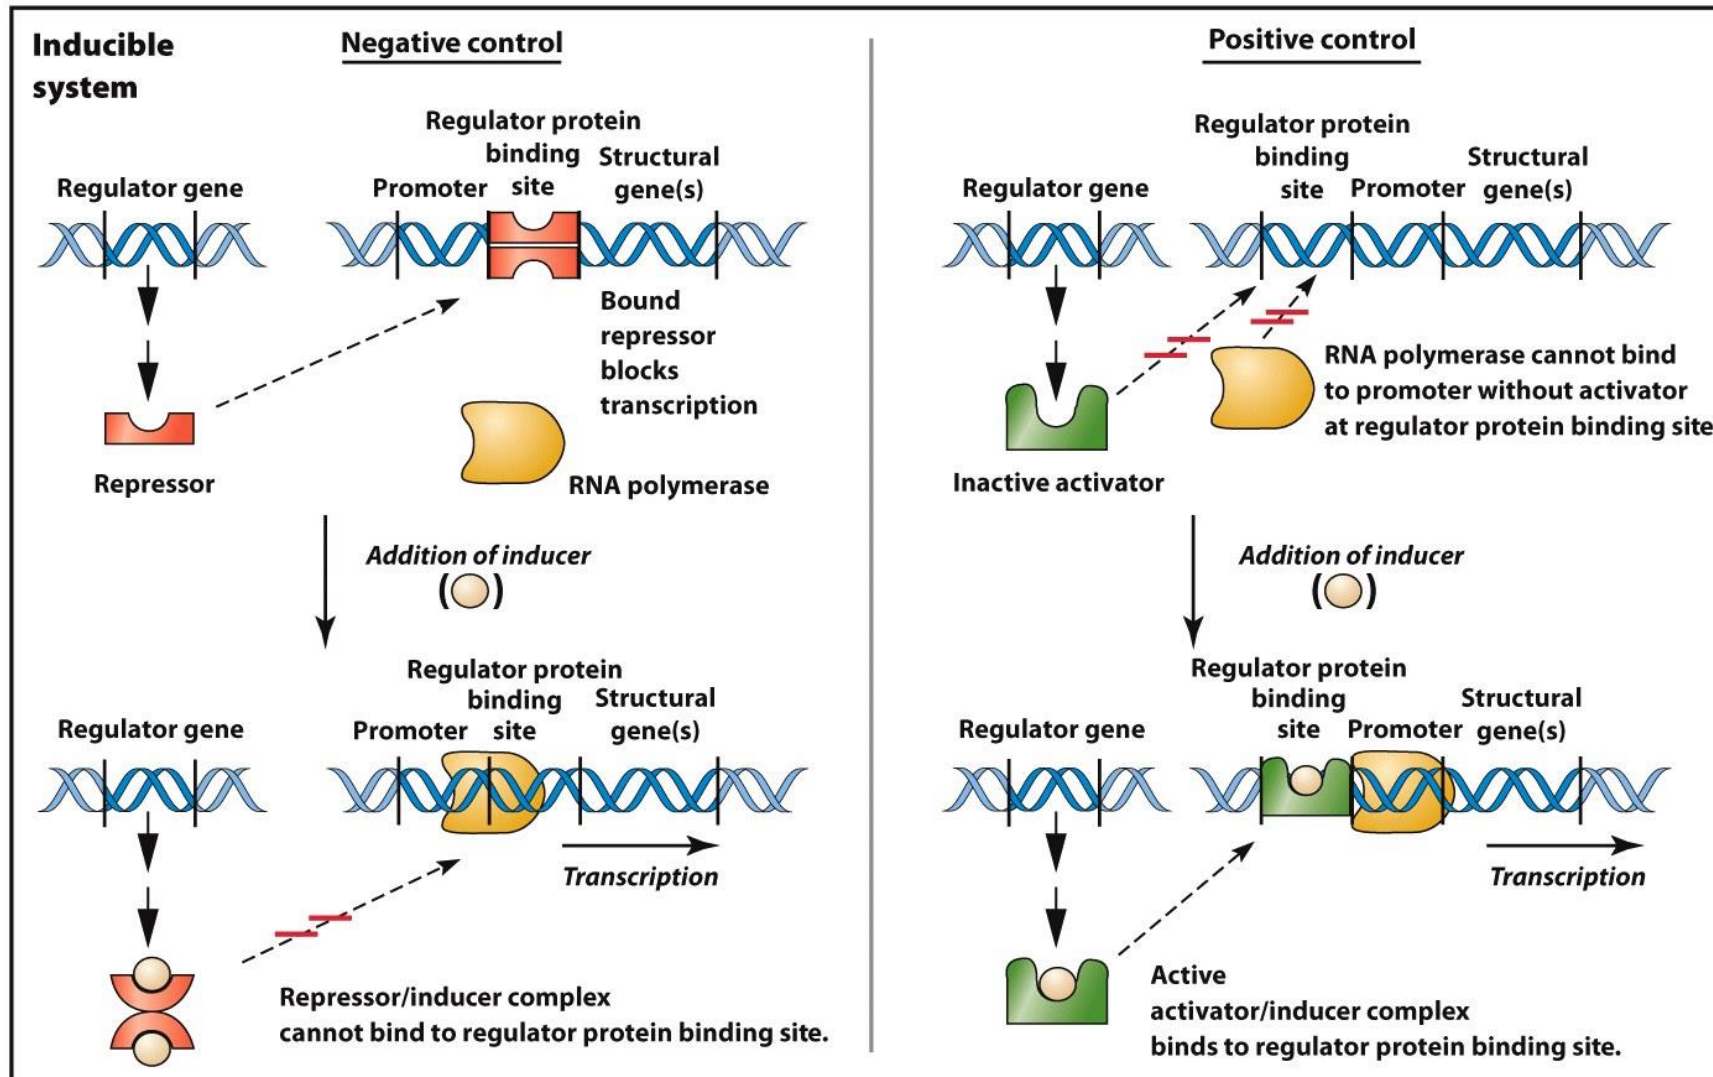 Inducible
system
Negative control
Regulator protein
binding
site
Structural
gene(s)
Regulator gene
Promoter
Bound
repressor
blocks
transcription
Repressor
RNA polymerase
Addition of inducer
( )
Regulator protein
binding
site
Structural
gene(s)
Regulator gene
Promoter
Transcription
Repressor/inducer complex
cannot bind to regulator protein binding site.
Positive control
Regulator protein
binding
site
Structural
gene(s)
Regulator gene
Promoter
RNA polymerase cannot bind
to promoter without activator
at regulator protein binding site
Inactive activator
Addition of inducer
( )
Regulator protein
binding
site
Structural
gene(s)
Regulator gene
Promoter
Transcription
Active
activator/inducer complex
binds to regulator protein binding site.